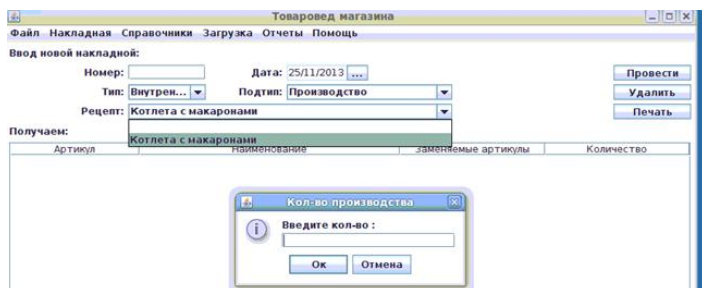 Товаровед магазина
Файл Накладная Справочники Загрузка Отчеты Помощь
Ввод новой накладной:
Номер: Дата: 25/11/2013 ... Провести
Тип: Внутрен... Подтип: Производство Удалить
Рецепт: Котлета с макаронами Печать
Получаем: Котлета с макаронами
Артикул Наименование Заменяемые артикулы Количество
Кол-во производства
Введите кол-во :
Ок Отмена